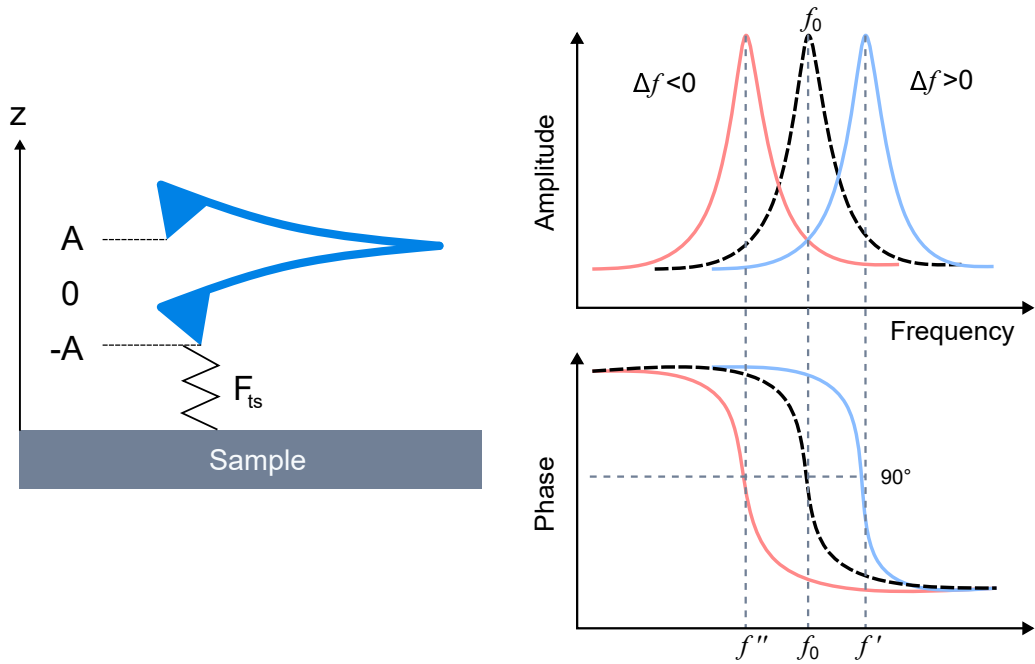 z
A
0
-A
Fts
Sample
f0
Δf<0
Δf>0
Amplitude
Frequency
Phase
90°
f"
f0
f'